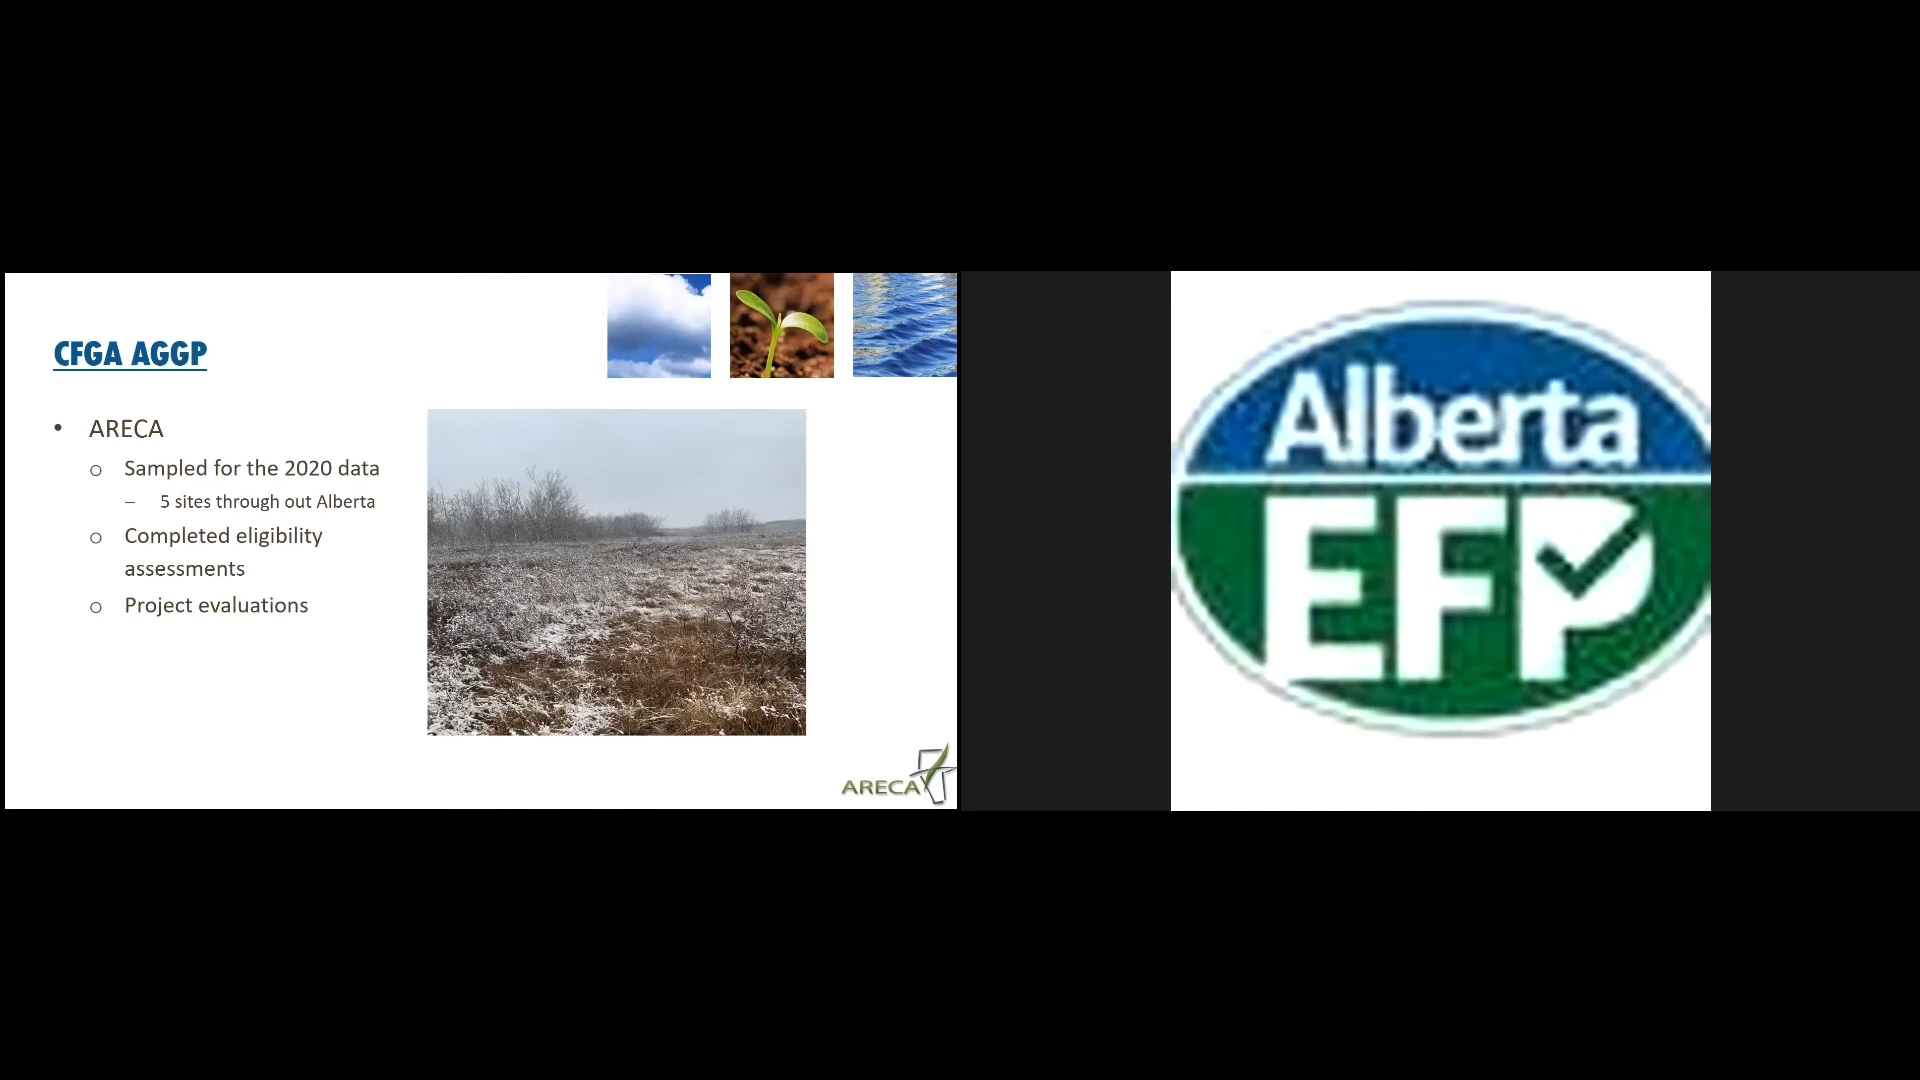 CFGA AGGP
• ARECA
o Sampled for the 2020 data
– 5 sites through out Alberta
o Completed eligibility
assessments
o Project evaluations
ARECA
Alberta
EFP